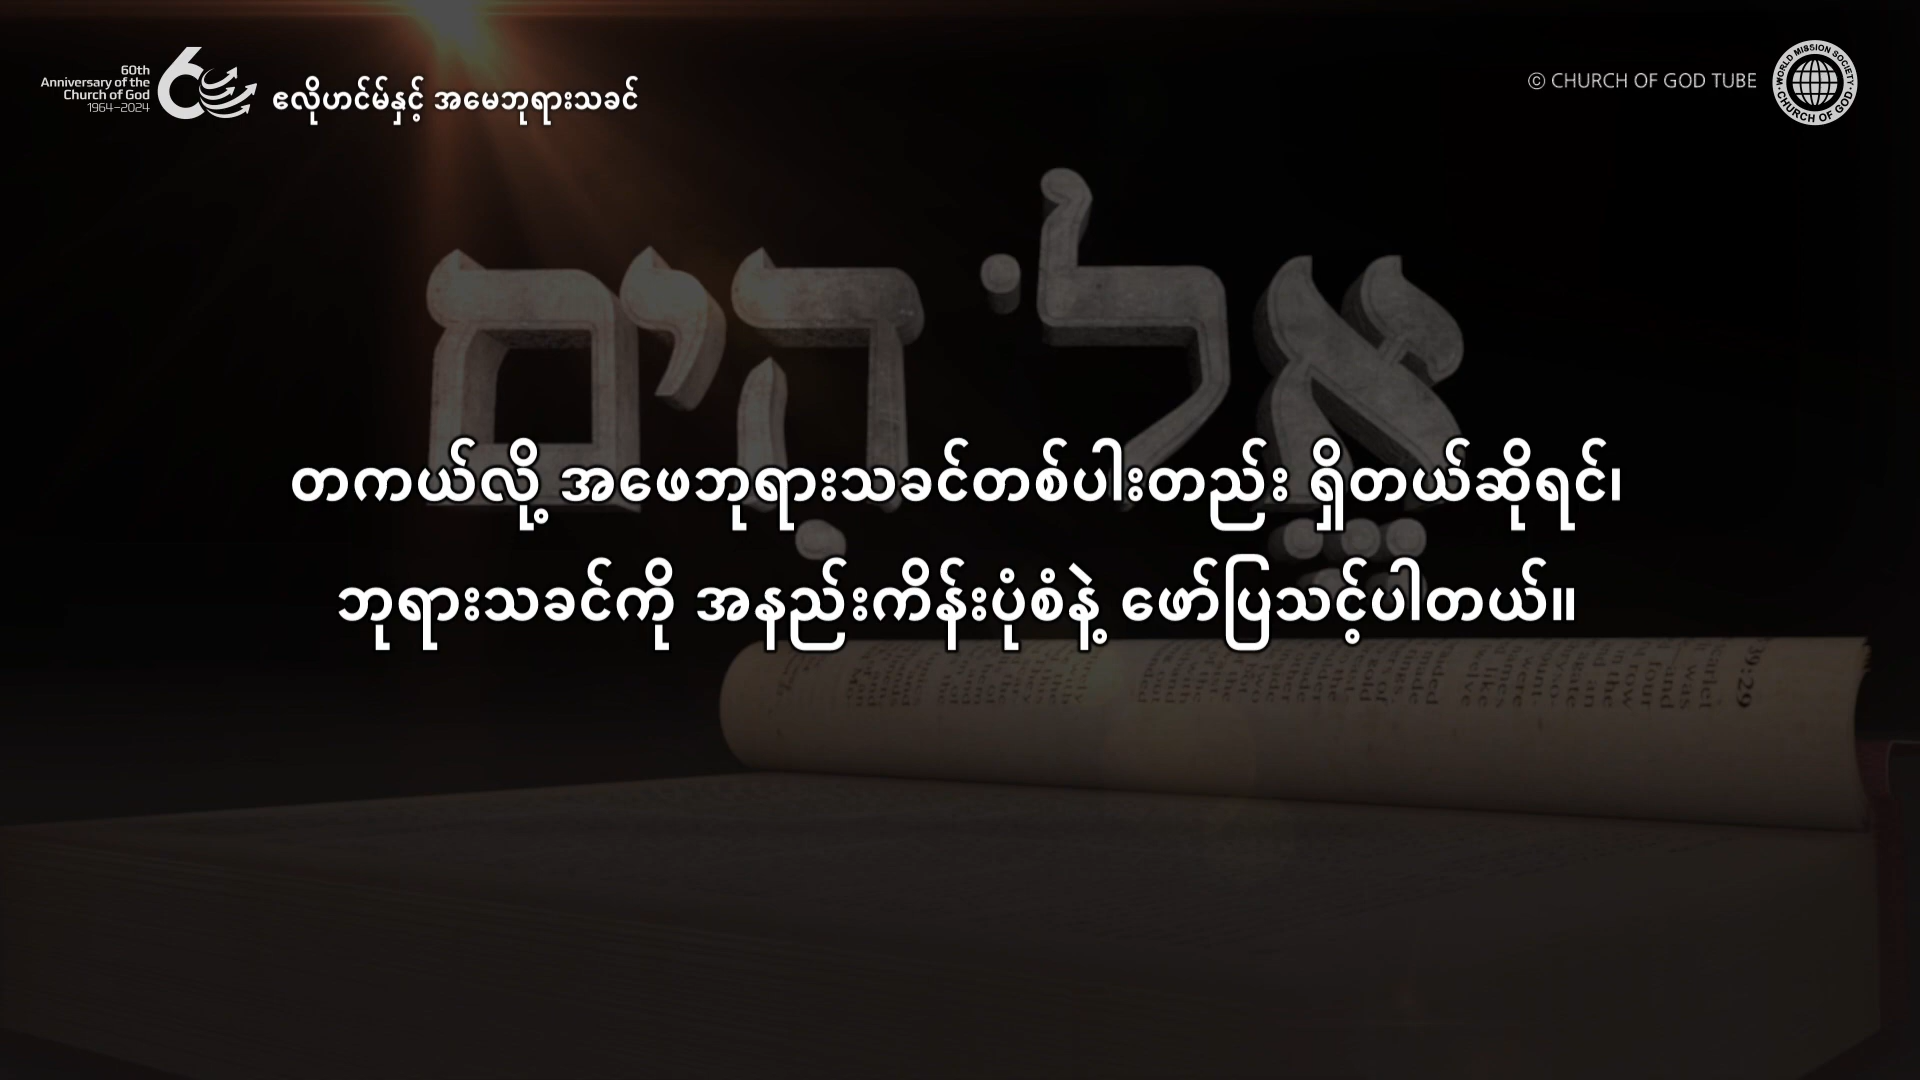 60th
Anniversary of the
Church of God
1964–2024
ဧလိုဟင်မ်နှင့် အမေဘုရားသခင်
© CHURCH OF GOD TUBE
WORLD MISSION SOCIETY
CHURCH OF GOD
אֱלֹהִים
တကယ်လို့ အဖေဘုရားသခင်တစ်ပါးတည်း ရှိတယ်ဆိုရင်၊
ဘုရားသခင်ကို အနည်းကိန်းပုံစံနဲ့ ဖော်ပြသင့်ပါတယ်။
39:29